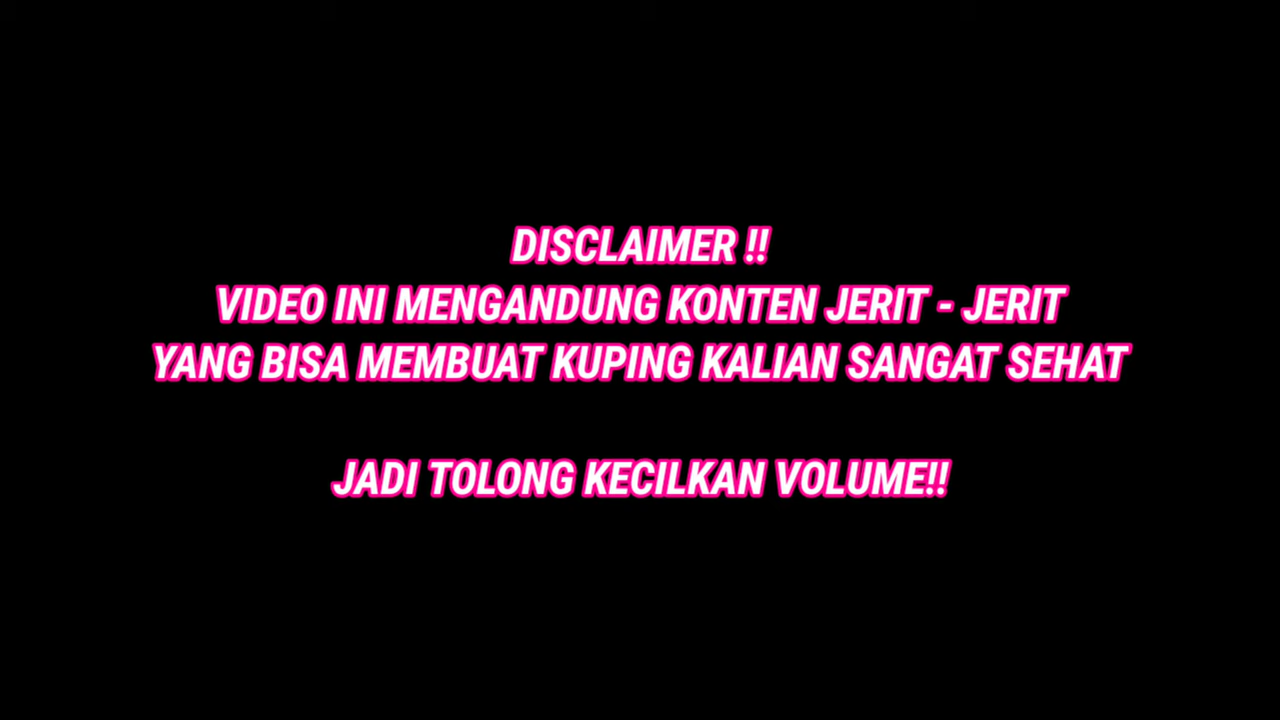 DISCLAIMER !!
VIDEO INI MENGANDUNG KONTEN JERIT - JERIT
YANG BISA MEMBUAT KUPING KALIAN SANGAT SEHAT
JADI TOLONG KECILKAN VOLUME!!